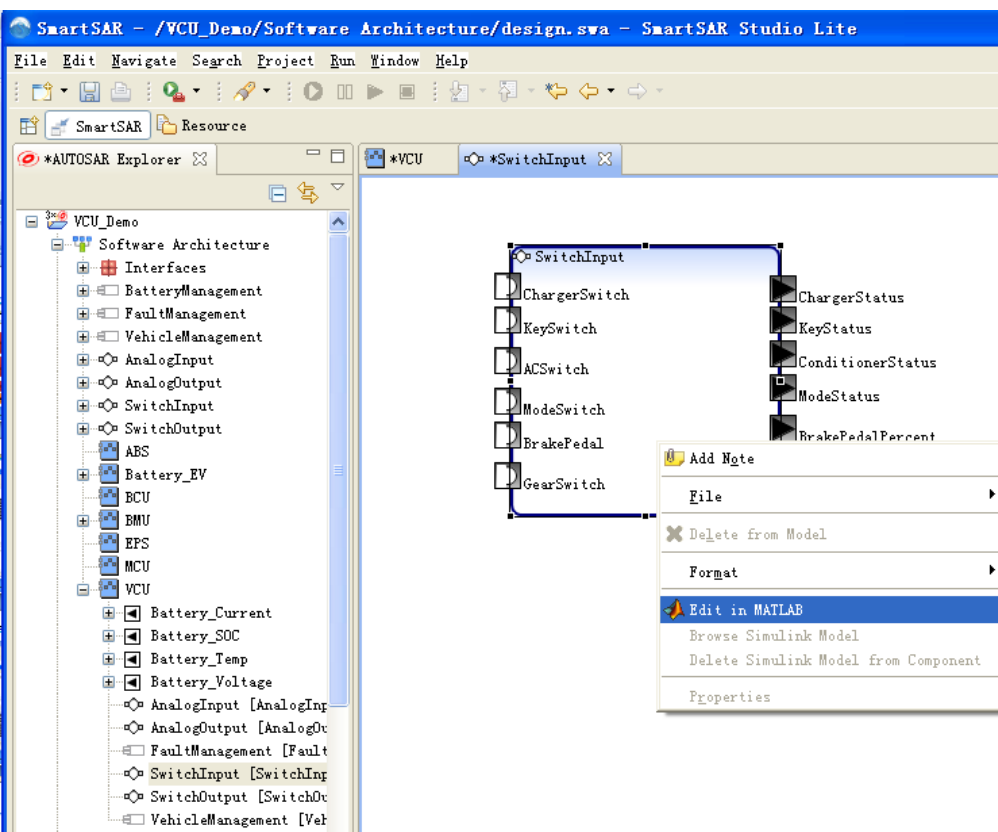 SmartSAR - /VCU_Demo/Software Architecture/design.swa - SmartSAR Studio Lite
File Edit Navigate Search Project Run Window Help
SmartSAR Resource
*AUTOSAR Explorer
*VCU *SwitchInput
VCU_Demo
Software Architecture
Interfaces
BatteryManagement
FaultManagement
VehicleManagement
AnalogInput
AnalogOutput
SwitchInput
SwitchOutput
ABS
Battery_EV
BCU
BMU
EPS
MCU
VCU
Battery_Current
Battery_SOC
Battery_Temp
Battery_Voltage
AnalogInput [AnalogInp
AnalogOutput [AnalogOu
FaultManagement [Fault
SwitchInput [SwitchInp
SwitchOutput [SwitchOu
VehicleManagement [Veh
SwitchInput
ChargerSwitch
KeySwitch
ACSwitch
ModeSwitch
BrakePedal
GearSwitch
ChargerStatus
KeyStatus
ConditionerStatus
ModeStatus
BrakePedalPercent
Add Note
File
Delete from Model
Format
Edit in MATLAB
Browse Simulink Model
Delete Simulink Model from Component
Properties